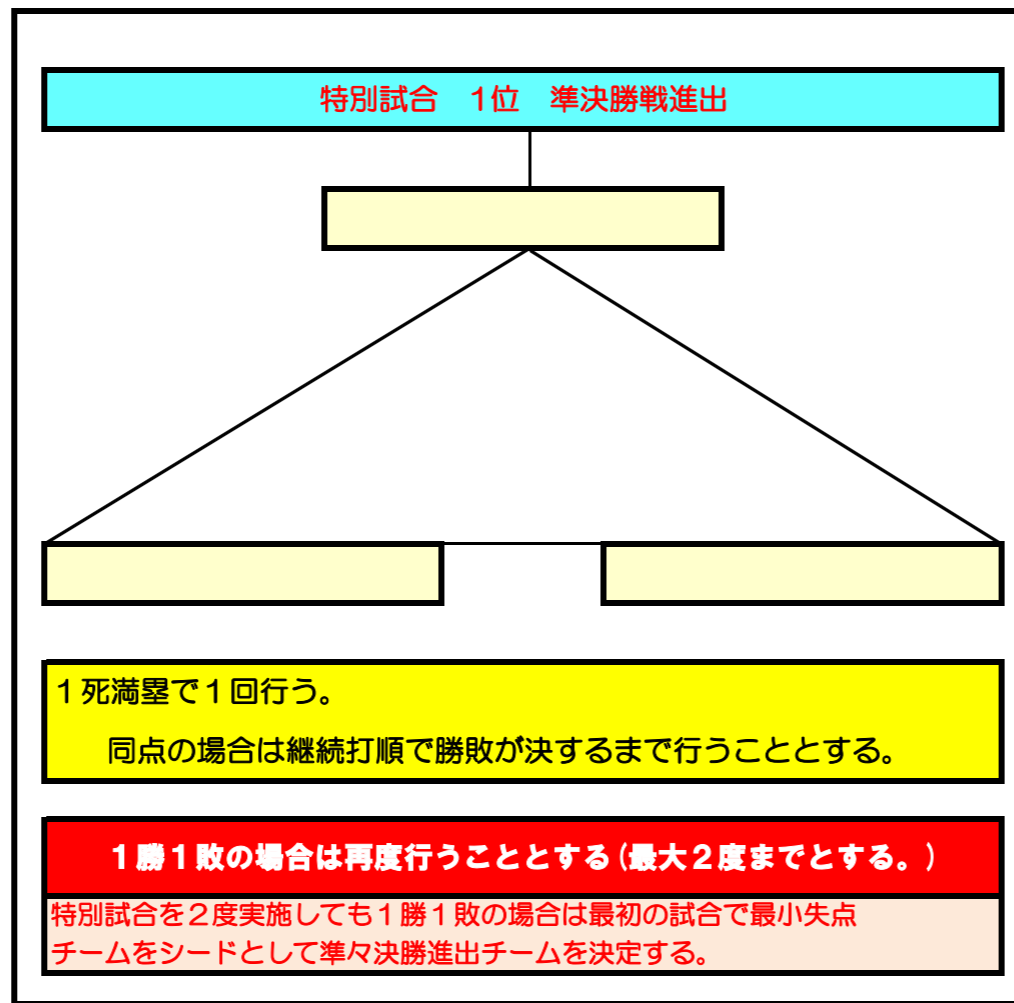 特別試合　1位　準決勝戦進出
１死満塁で１回行う。
同点の場合は継続打順で勝敗が決するまで行うこととする。
１勝１敗の場合は再度行うこととする(最大２度までとする。)
特別試合を２度実施しても１勝１敗の場合は最初の試合で最小失点
チームをシードとして準々決勝進出チームを決定する。